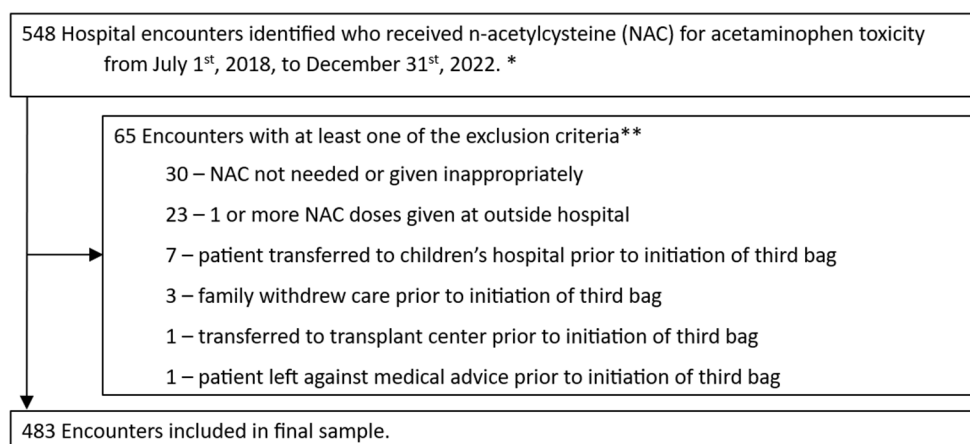 548 Hospital encounters identified who received n-acetylcysteine (NAC) for acetaminophen toxicity
from July 1st, 2018, to December 31st, 2022. *
65 Encounters with at least one of the exclusion criteria**
30 – NAC not needed or given inappropriately
23 – 1 or more NAC doses given at outside hospital
7 – patient transferred to children’s hospital prior to initiation of third bag
3 – family withdrew care prior to initiation of third bag
1 – transferred to transplant center prior to initiation of third bag
1 – patient left against medical advice prior to initiation of third bag
483 Encounters included in final sample.